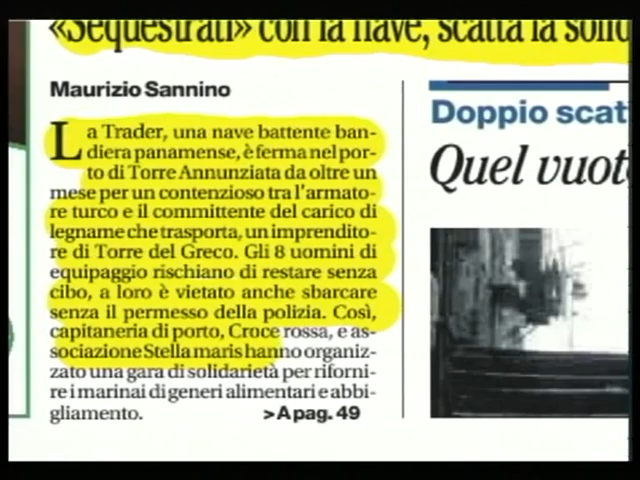 «Sequestrati» con la nave, scatta la solid
Maurizio Sannino
La Trader, una nave battente ban-
diera panamense, è ferma nel por-
to di Torre Annunziata da oltre un
mese per un contenzioso tra l'armato-
re turco e il committente del carico di
legname che trasporta, un imprendito-
re di Torre del Greco. Gli 8 uomini di
equipaggio rischiano di restare senza
cibo, a loro è vietato anche sbarcare
senza il permesso della polizia. Così,
capitaneria di porto, Croce rossa, e as-
sociazione Stella maris hanno organiz-
zato una gara di solidarietà per riforni-
re i marinai di generi alimentari e abbi-
gliamento.
>A pag. 49
Doppio scat
Quel vuoto